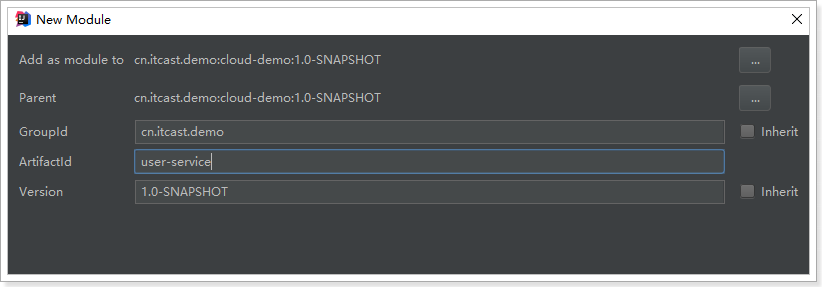 New Module
Add as module to cn.itcast.demo:cloud-demo:1.0-SNAPSHOT ...
Parent cn.itcast.demo:cloud-demo:1.0-SNAPSHOT ...
GroupId cn.itcast.demo Inherit
ArtifactId user-service
Version 1.0-SNAPSHOT Inherit